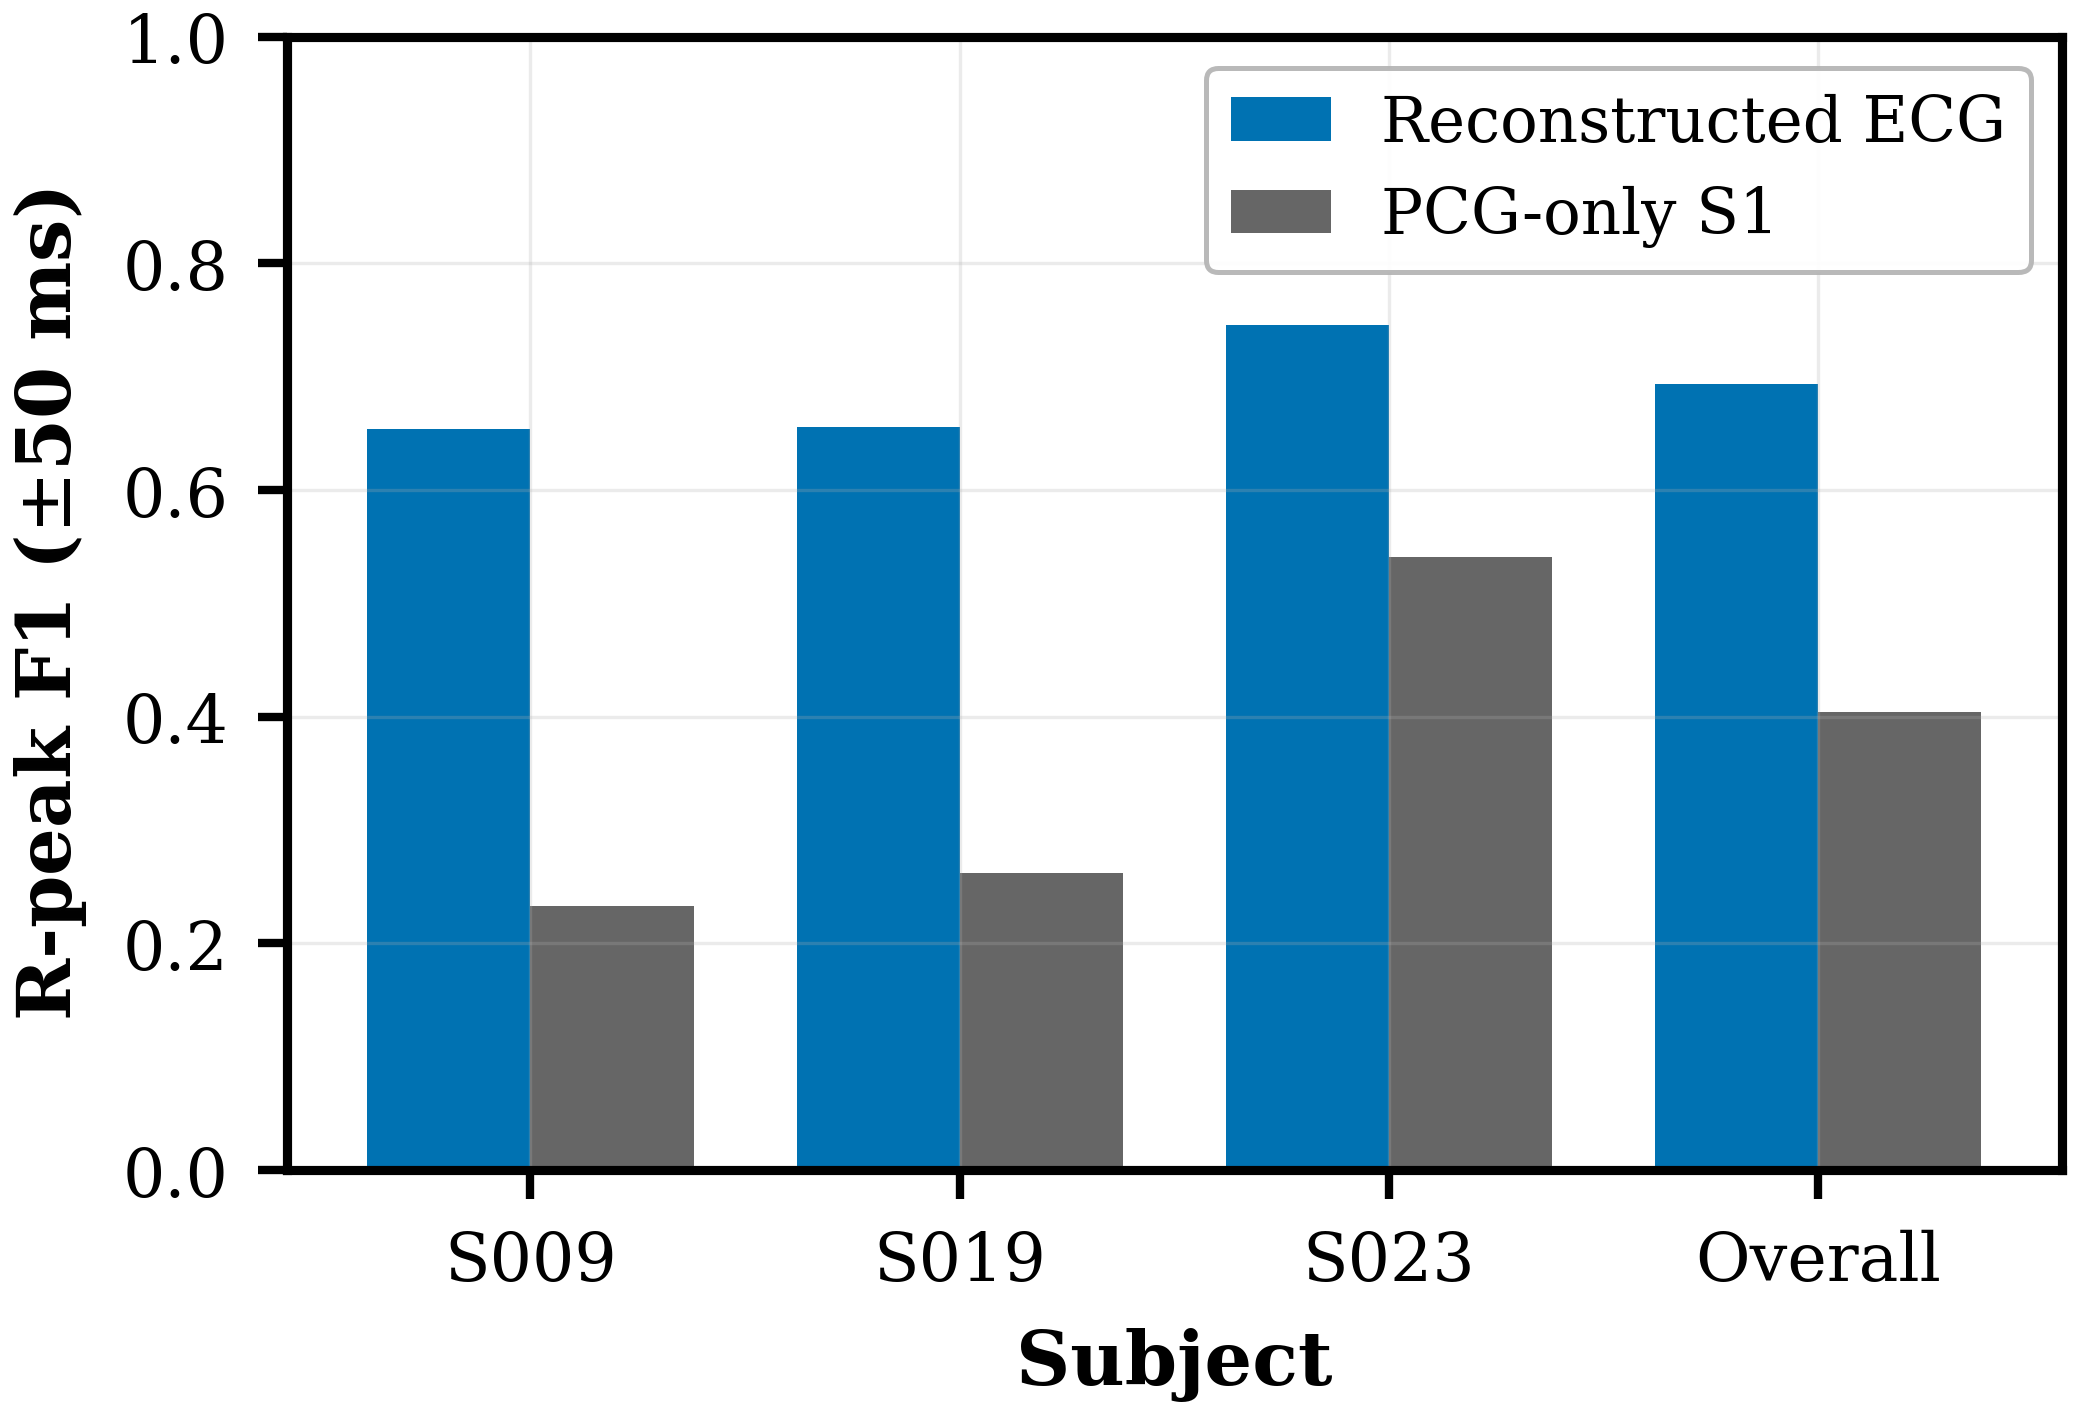 1.0
0.8
0.6
0.4
0.2
0.0
R-peak F1 (±50 ms)
Reconstructed ECG
PCG-only S1
S009 S019 S023 Overall
Subject